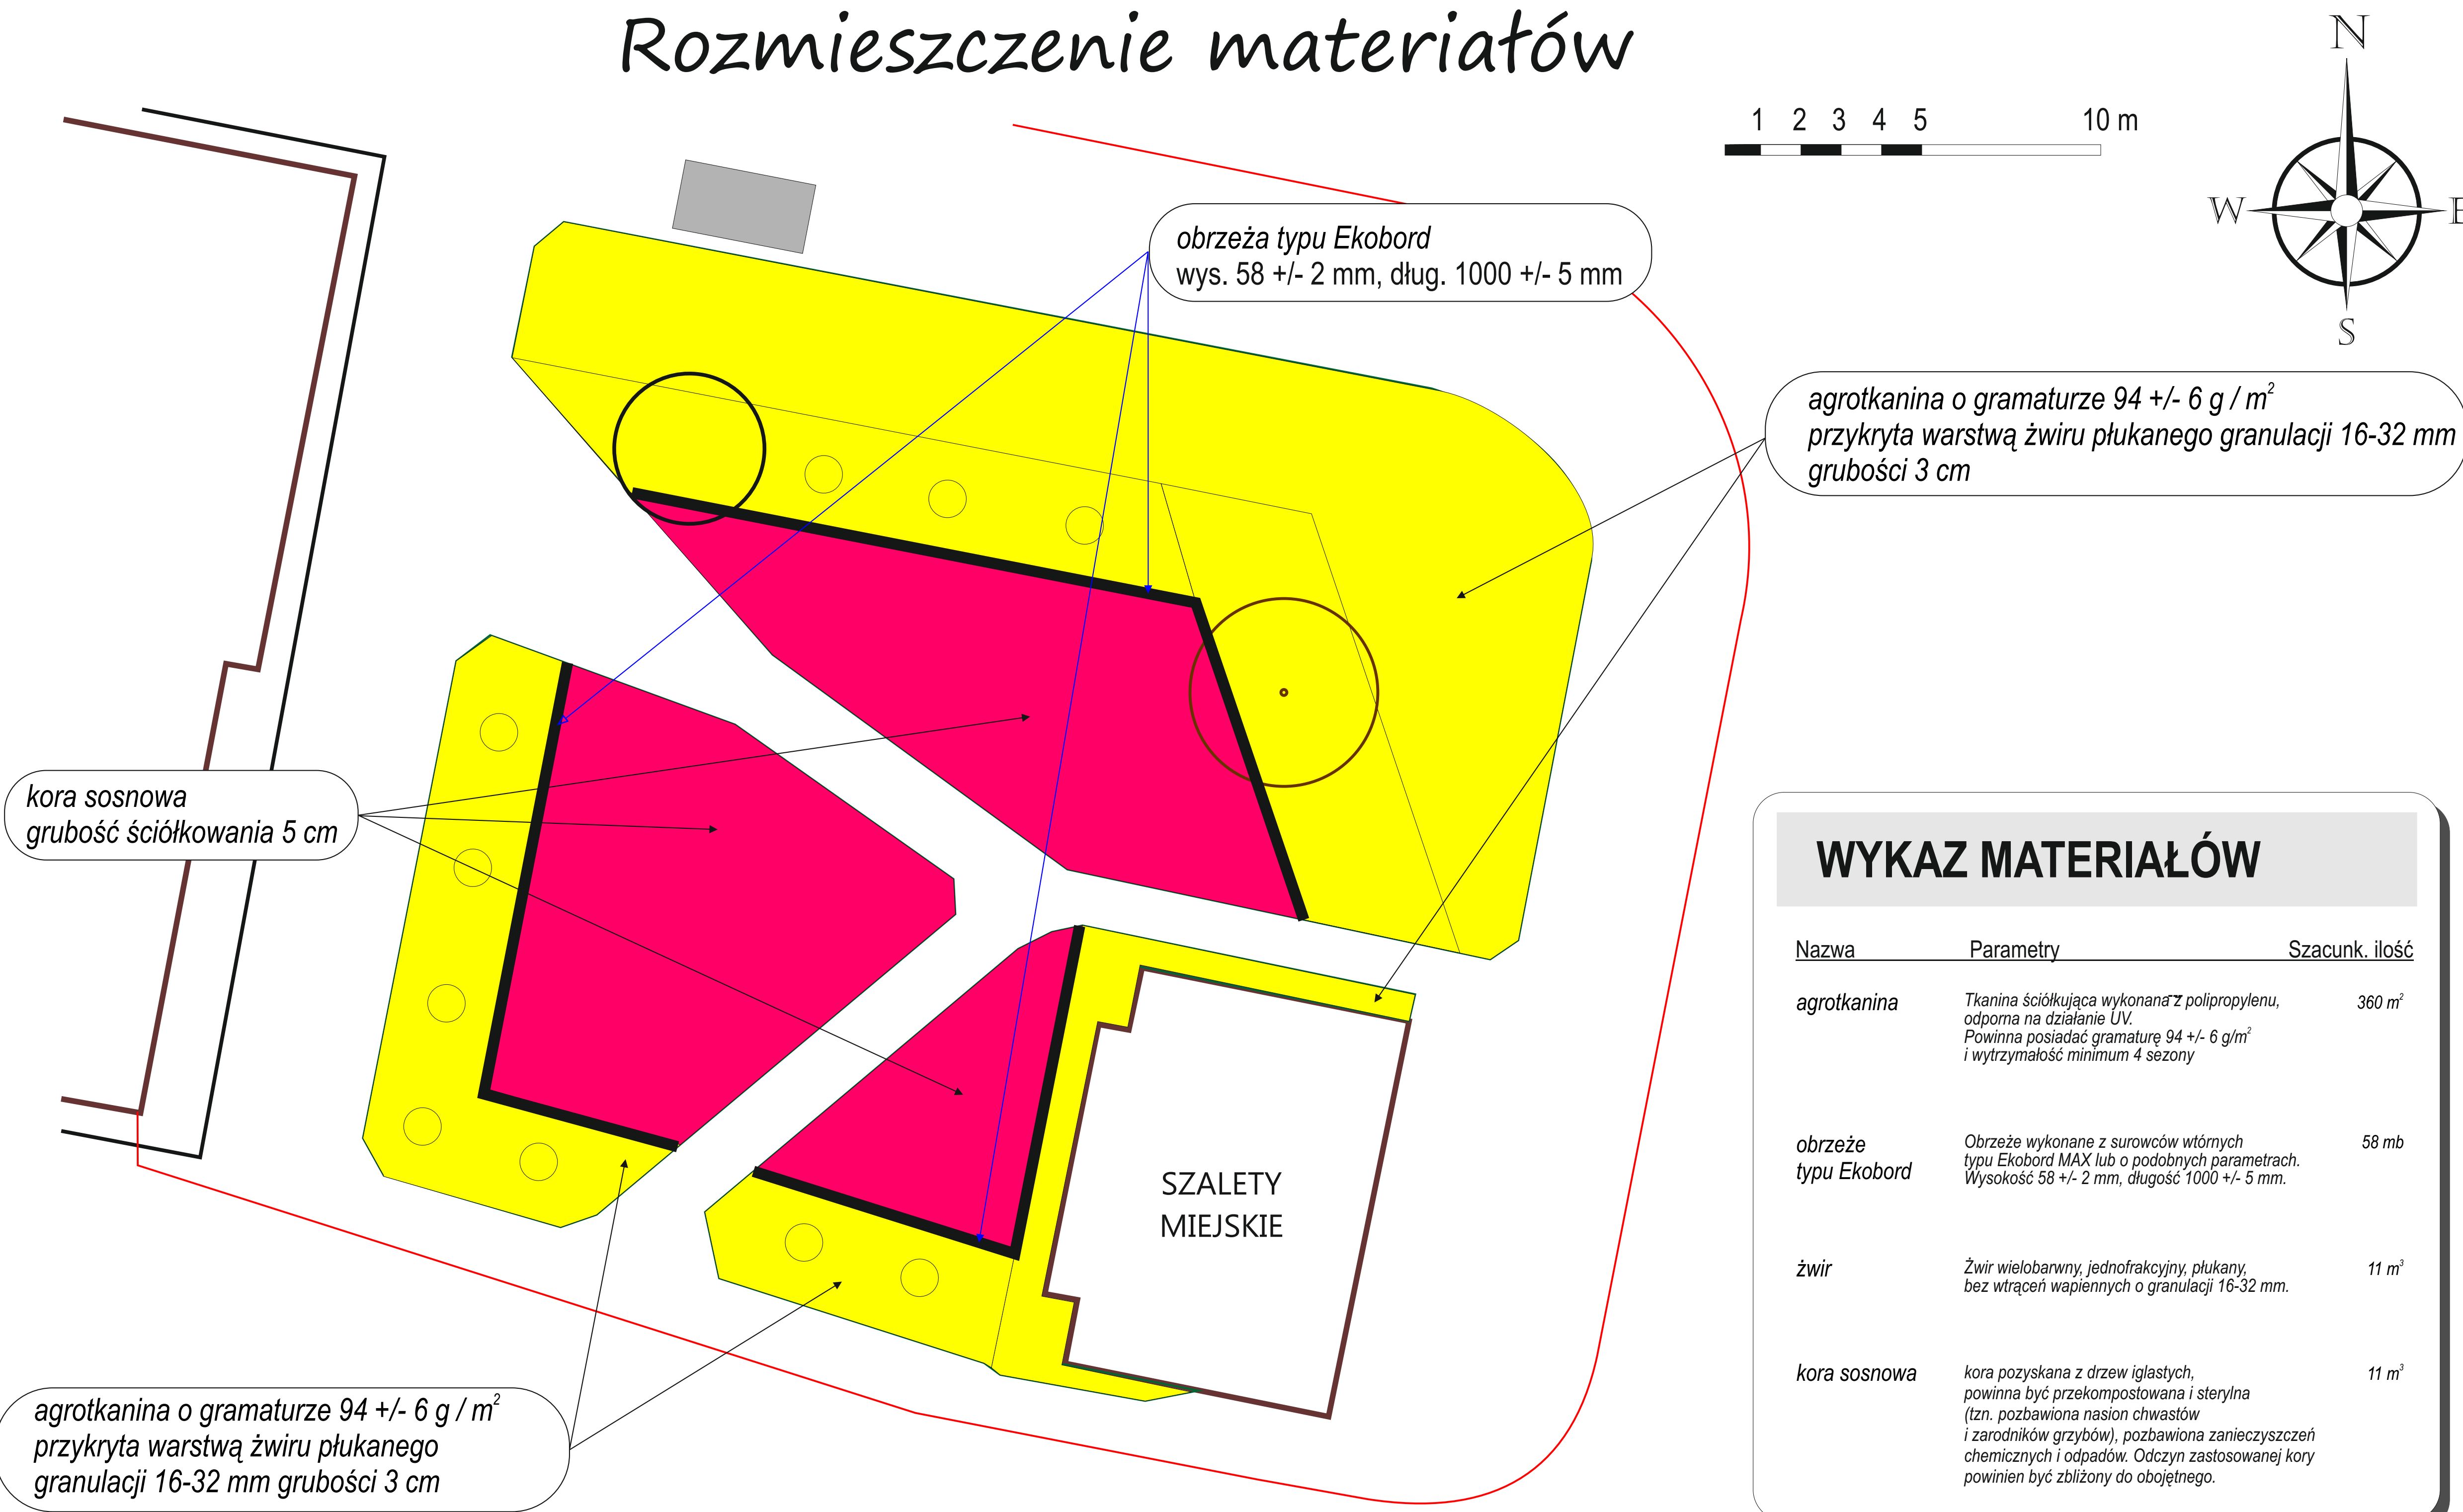 Rozmieszczenie materiałów
N
W
E
S
1 2 3 4 5 10 m
obrzeża typu Ekobord
wys. 58 +/- 2 mm, dług. 1000 +/- 5 mm
agrotkanina o gramaturze 94 +/- 6 g / m²
przykryta warstwą żwiru płukanego granulacji 16-32 mm
grubości 3 cm
kora sosnowa
grubość ściółkowania 5 cm
SZALETY
MIEJSKIE
agrotkanina o gramaturze 94 +/- 6 g / m²
przykryta warstwą żwiru płukanego
granulacji 16-32 mm grubości 3 cm
WYKAZ MATERIAŁÓW
Nazwa Parametry Szacunk. ilość
agrotkanina Tkanina ściółkująca wykonana z polipropylenu, 360 m²
odporna na działanie UV.
Powinna posiadać gramaturę 94 +/- 6 g/m²
i wytrzymałość minimum 4 sezony
obrzeże Obrzeże wykonane z surowców wtórnych 58 mb
typu Ekobord typu Ekobord MAX lub o podobnych parametrach.
Wysokość 58 +/- 2 mm, długość 1000 +/- 5 mm.
żwir Żwir wielobarwny, jednofrakcyjny, płukany, 11 m³
bez wtrąceń wapiennych o granulacji 16-32 mm.
kora sosnowa kora pozyskana z drzew iglastych, 11 m³
powinna być przekompostowana i sterylna
(tzn. pozbawiona nasion chwastów
i zarodników grzybów), pozbawiona zanieczyszczeń
chemicznych i odpadów. Odczyn zastosowanej kory
powinien być zbliżony do obojętnego.